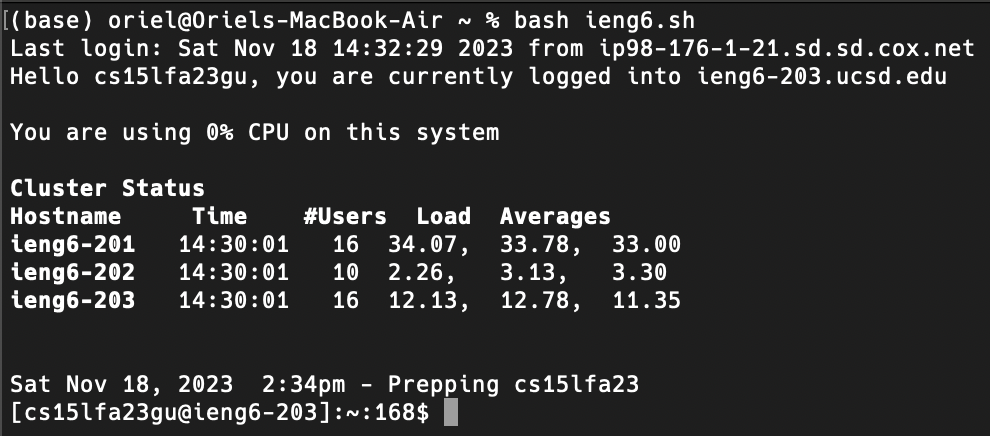 [(base) oriel@Oriels-MacBook-Air ~ % bash ieng6.sh
Last login: Sat Nov 18 14:32:29 2023 from ip98-176-1-21.sd.sd.cox.net
Hello cs15lfa23gu, you are currently logged into ieng6-203.ucsd.edu
You are using 0% CPU on this system
Cluster Status
Hostname     Time    #Users  Load  Averages
ieng6-201   14:30:01   16  34.07,  33.78,  33.00
ieng6-202   14:30:01   10  2.26,   3.13,  3.30
ieng6-203   14:30:01   16  12.13,  12.78,  11.35
Sat Nov 18, 2023  2:34pm - Prepping cs15lfa23
[cs15lfa23gu@ieng6-203]:~:168$